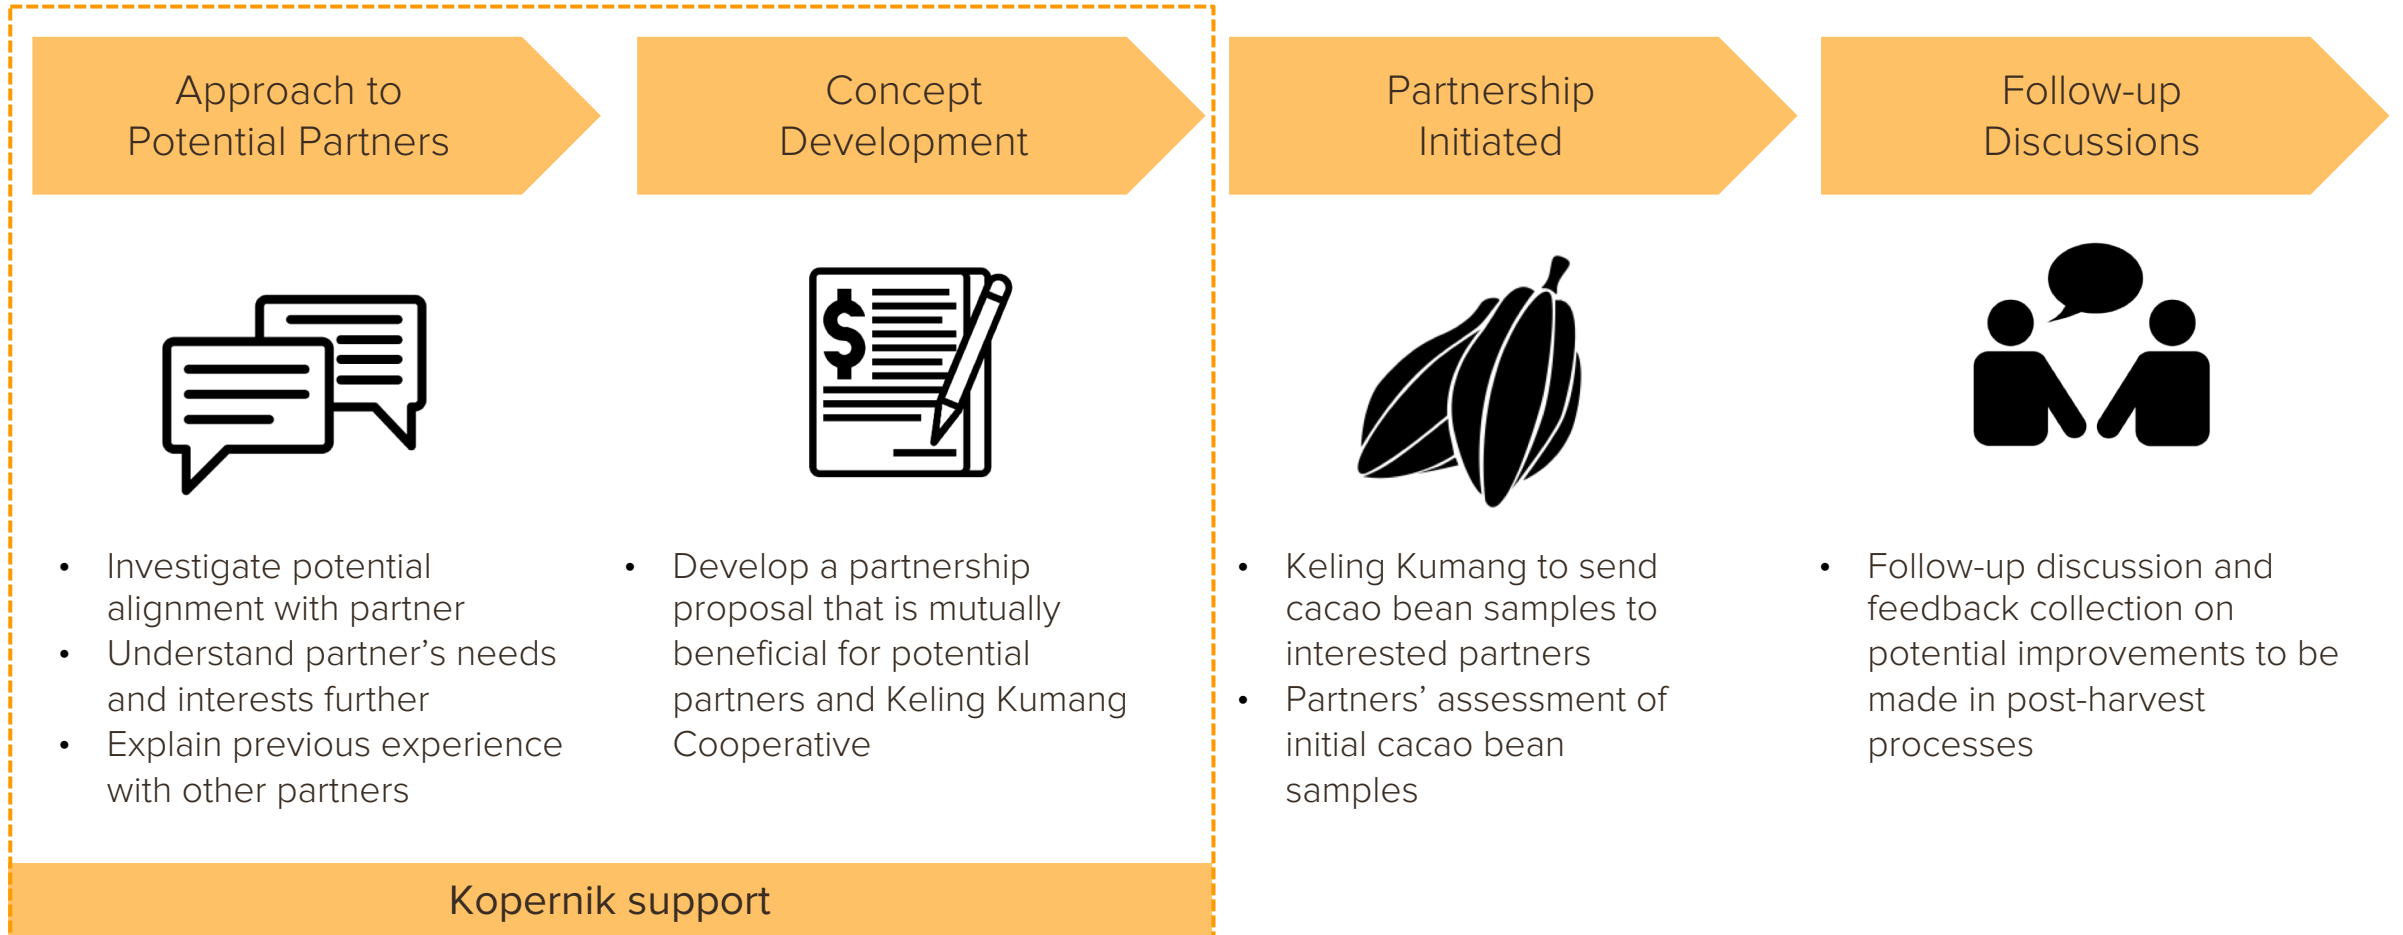 Approach to
Potential Partners
Concept
Development
Partnership
Initiated
Follow-up
Discussions
$
• Investigate potential
alignment with partner
• Understand partner’s needs
and interests further
• Explain previous experience
with other partners
• Develop a partnership
proposal that is mutually
beneficial for potential
partners and Keling Kumang
Cooperative
• Keling Kumang to send
cacao bean samples to
interested partners
• Partners’ assessment of
initial cacao bean
samples
• Follow-up discussion and
feedback collection on
potential improvements to be
made in post-harvest
processes
Kopernik support